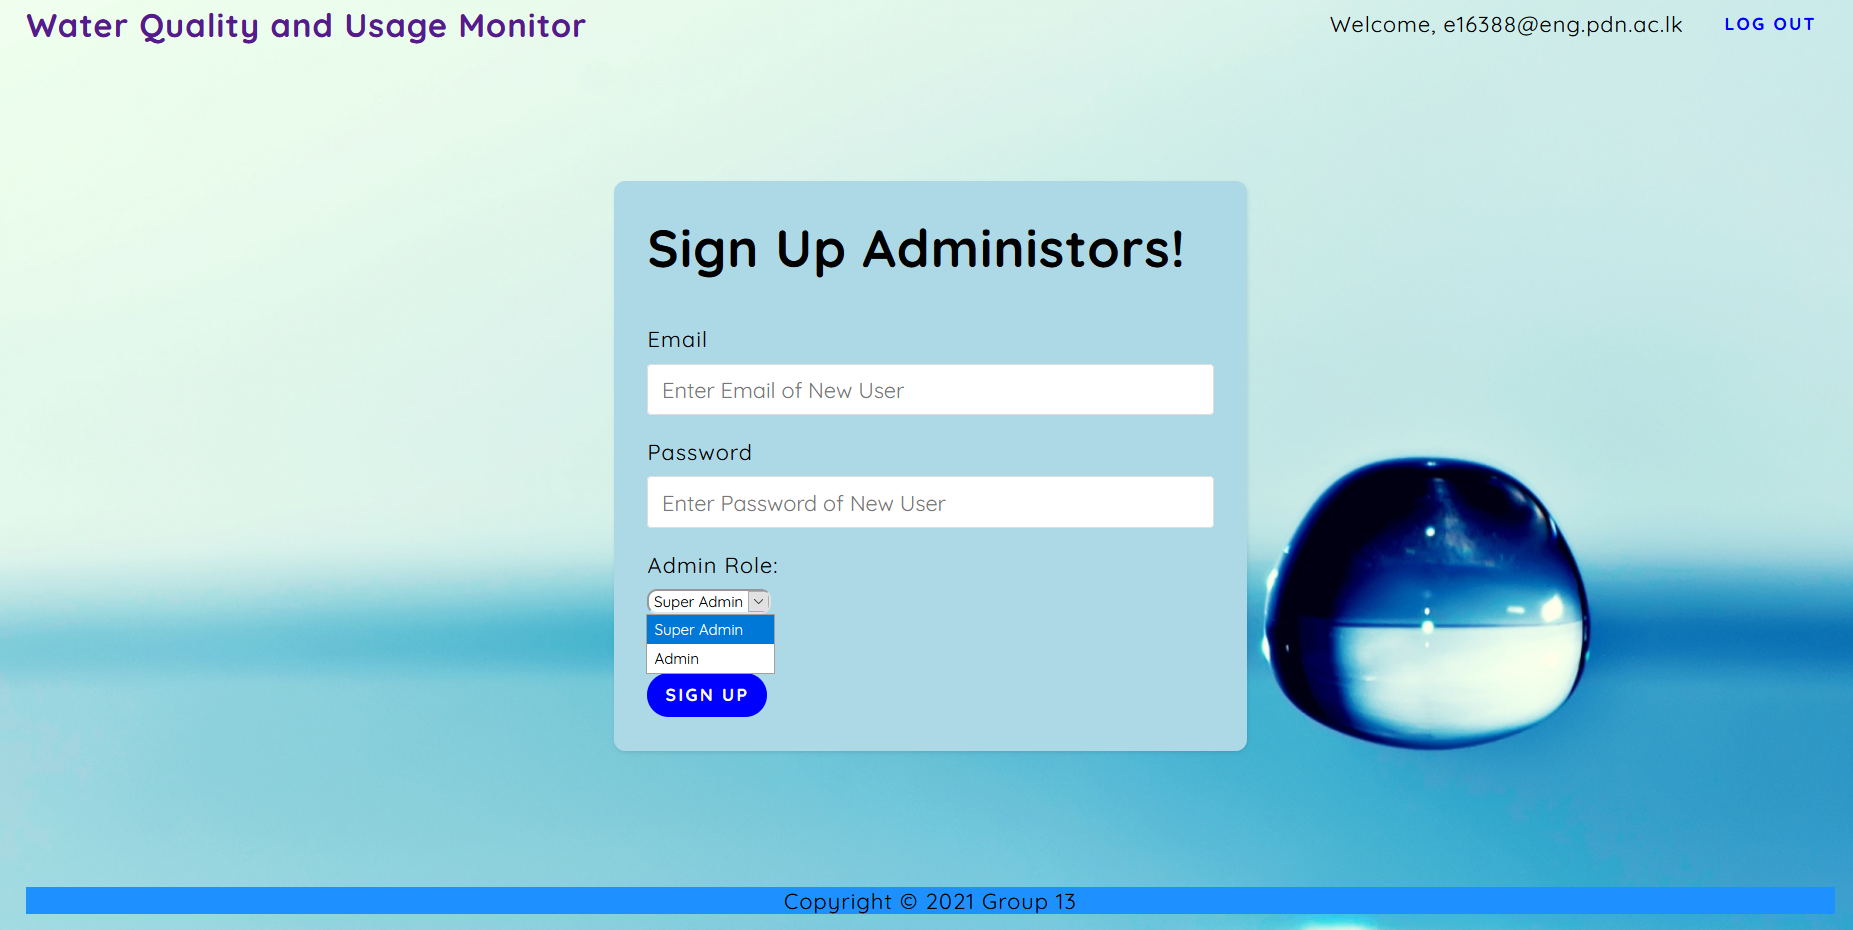 Water Quality and Usage Monitor
Welcome, e16388@eng.pdn.ac.lk
LOG OUT
Sign Up Administors!
Email
Enter Email of New User
Password
Enter Password of New User
Admin Role:
Super Admin
Super Admin
Admin
SIGN UP
Copyright © 2021 Group 13